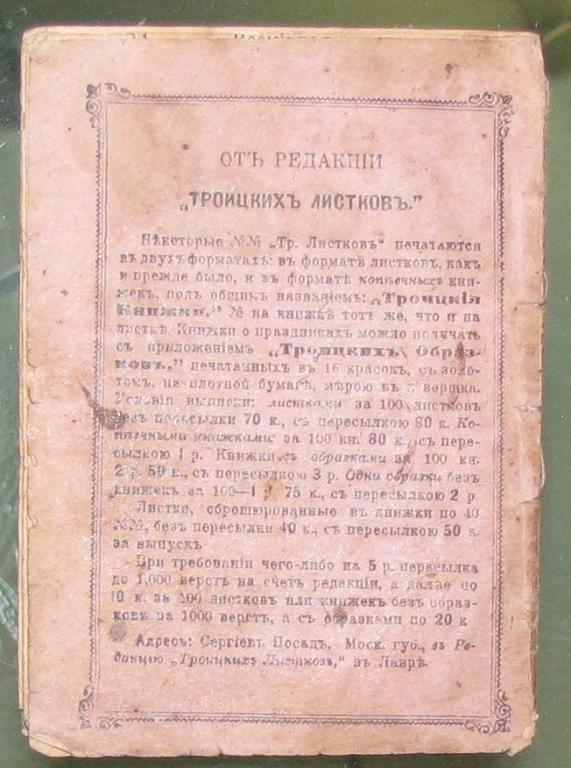 ОТЪ РЕДАКЦІИ
„ТРОИЦКИХЪ ЛИСТКОВЪ.“
Нѣкоторые №№ „Тр. Листковъ“ печатаются
въ двухъ форматахъ: въ форматѣ листковъ, какъ
и прежде было, и въ форматѣ копѣечныхъ кни-
жекъ, подъ общимъ названіемъ: „Троицкія
Книжки.“ № на книжкѣ тотъ же, что и на
листкѣ. Книжки о праздникахъ можно получать
съ приложеніемъ „Троицкихъ Образ-
ковъ.“ печатанныхъ въ 16 красокъ, съ золо-
томъ, на плотной бумагѣ, мѣрою въ вершка.
Условія выписки: листками за 100 листковъ
безъ пересылки 70 к., съ пересылкою 80 к. Ко-
пѣечными книжками за 100 кн. 80 к., съ пере-
сылкою 1 р. Книжки съ образками за 100 кн.
2 р. 50 к., съ пересылкою 3 р. Одни образки безъ
книжекъ за 100—1 р. 75 к., съ пересылкою 2 р
Листки, сброшюрованные въ книжки по 40
№№, безъ пересылки 40 к., съ пересылкою 50 к.
за выпускъ
При требованіи чего-либо на 5 р. пересылка
до 1,000 верстъ на счетъ редакціи, а далѣе по
10 к. за 100 листковъ или книжекъ безъ образ-
ковъ на 1000 верстъ, а съ образками по 20 к
Адресъ: Сергіевъ Посадъ, Моск. губ., въ Ре-
дакцію „Троицкихъ Листковъ,“ въ Лаврѣ.